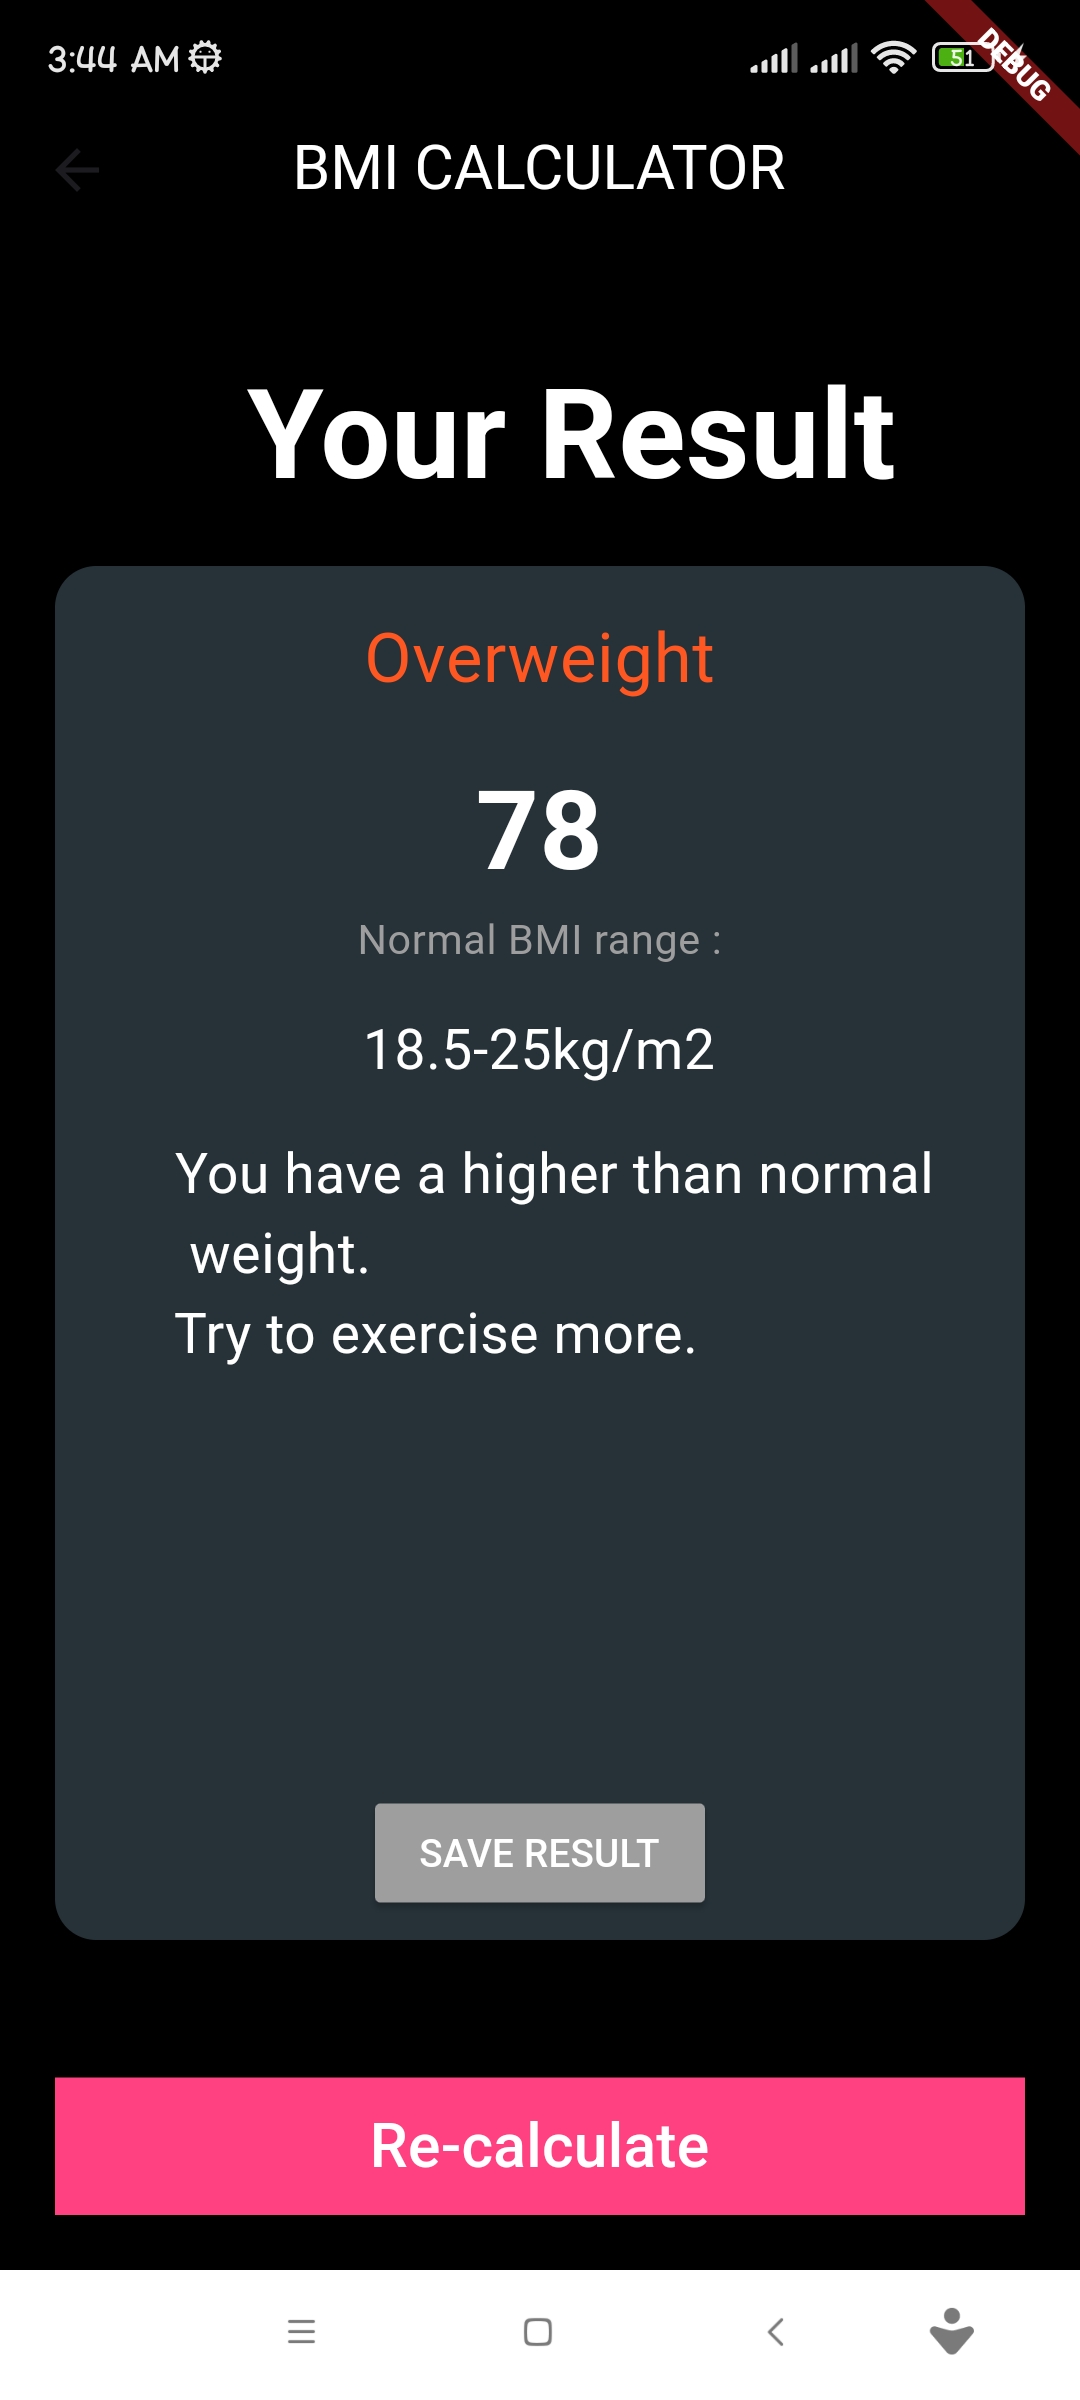 3:44 AM
51
DEBUG
BMI CALCULATOR
Your Result
Overweight
78
Normal BMI range :
18.5-25kg/m2
You have a higher than normal
weight.
Try to exercise more.
SAVE RESULT
Re-calculate